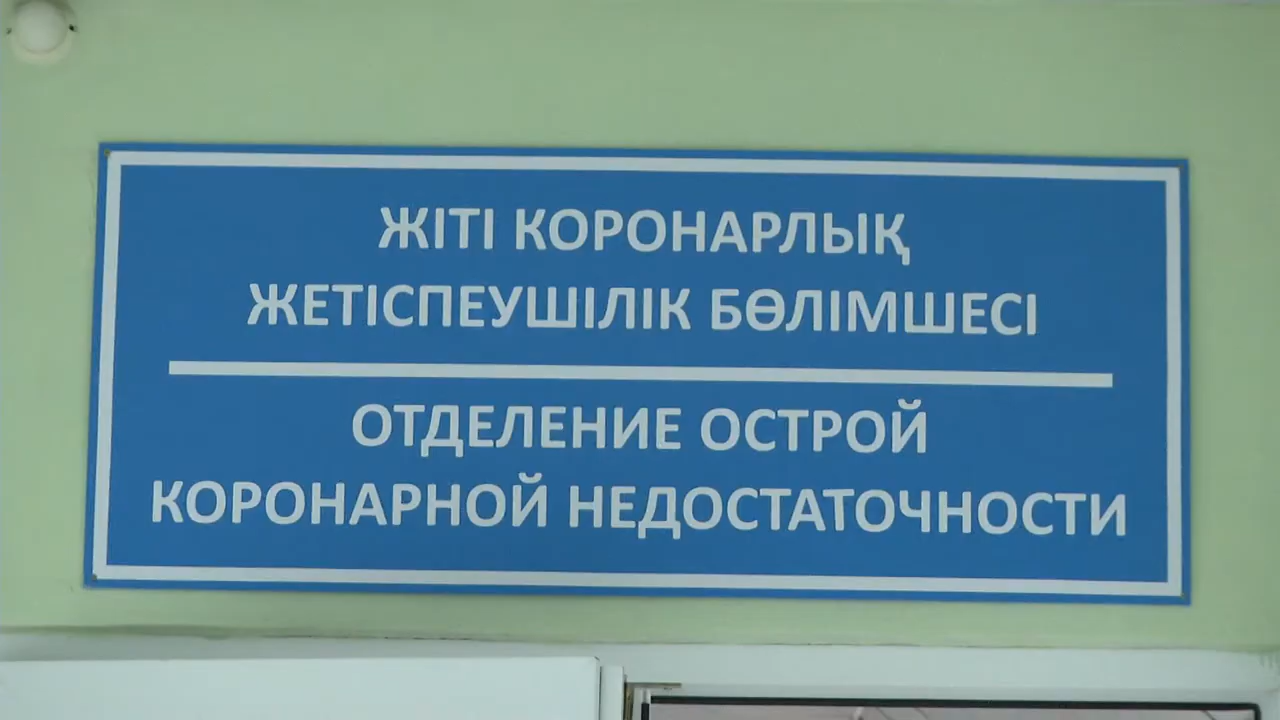 ЖІТІ КОРОНАРЛЫҚ
ЖЕТІСПЕУШІЛІК БӨЛІМШЕСІ
ОТДЕЛЕНИЕ ОСТРОЙ
КОРОНАРНОЙ НЕДОСТАТОЧНОСТИ